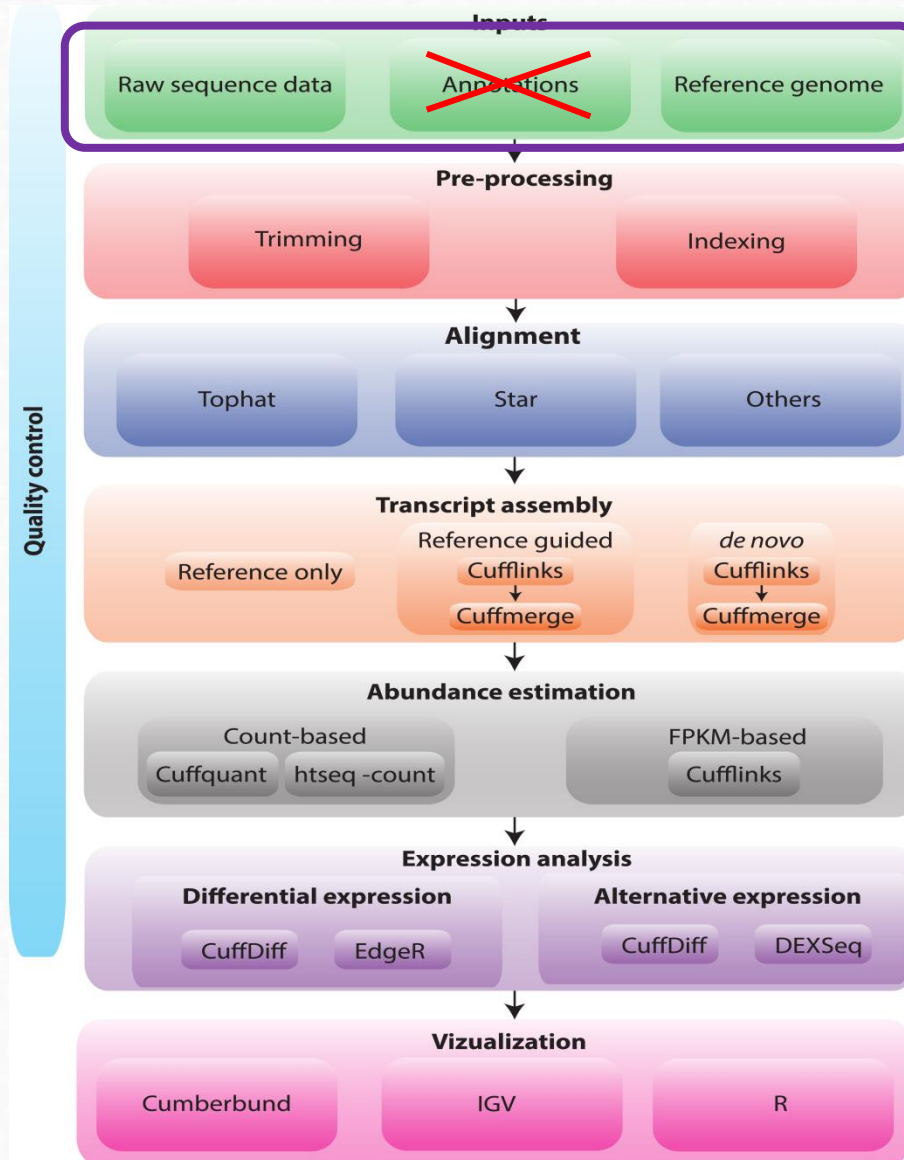 Inputs
Raw sequence data
Annotations
Reference genome
Pre-processing
Trimming
Indexing
Alignment
Tophat
Star
Others
Quality control
Transcript assembly
Reference only
Reference guided
Cufflinks
Cuffmerge
de novo
Cufflinks
Cuffmerge
Abundance estimation
Count-based
Cuffquant
htseq -count
FPKM-based
Cufflinks
Expression analysis
Differential expression
CuffDiff
EdgeR
Alternative expression
CuffDiff
DEXSeq
Vizualization
Cumberbund
IGV
R